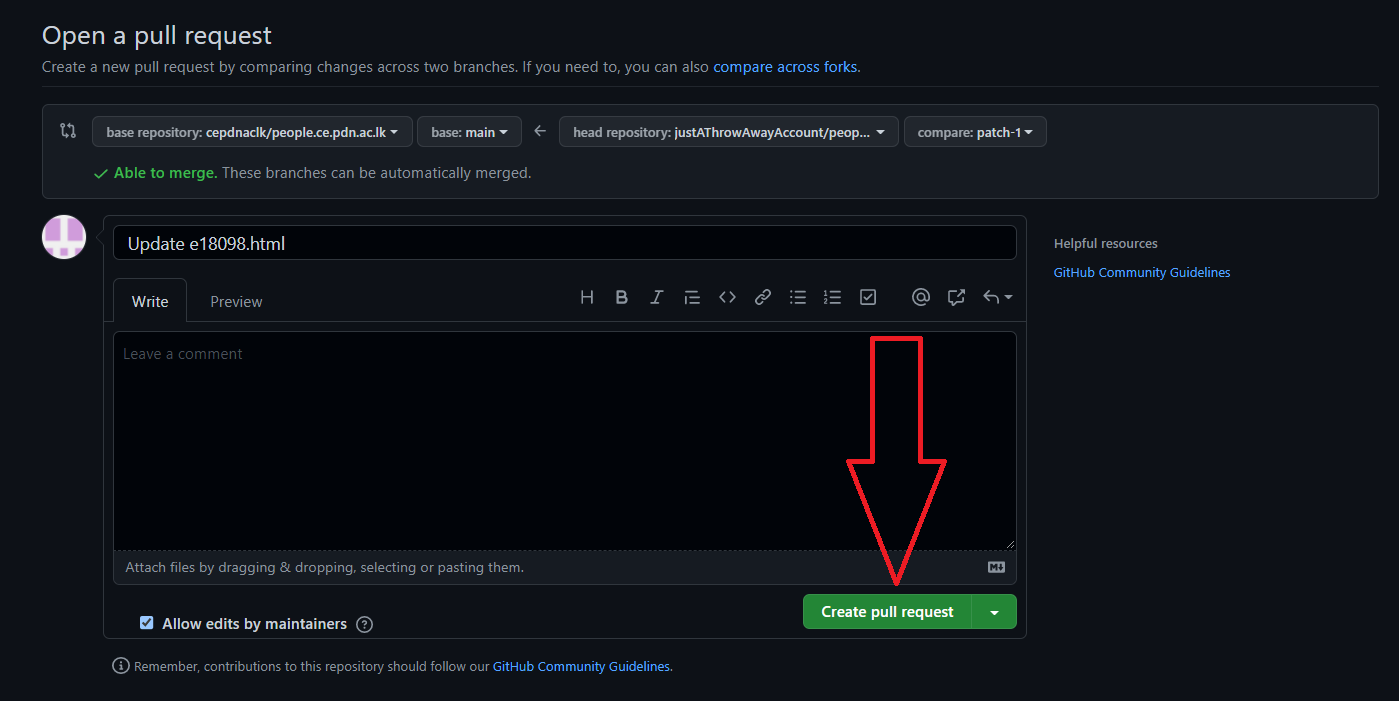 Open a pull request
Create a new pull request by comparing changes across two branches. If you need to, you can also compare across forks.
base repository: cepdnaclk/people.ce.pdn.ac.lk base: main head repository: justAThrowAwayAccount/peop... compare: patch-1
Able to merge. These branches can be automatically merged.
Update e18098.html
Helpful resources
GitHub Community Guidelines
Write Preview
Leave a comment
Attach files by dragging & dropping, selecting or pasting them.
Allow edits by maintainers
Create pull request
Remember, contributions to this repository should follow our GitHub Community Guidelines.